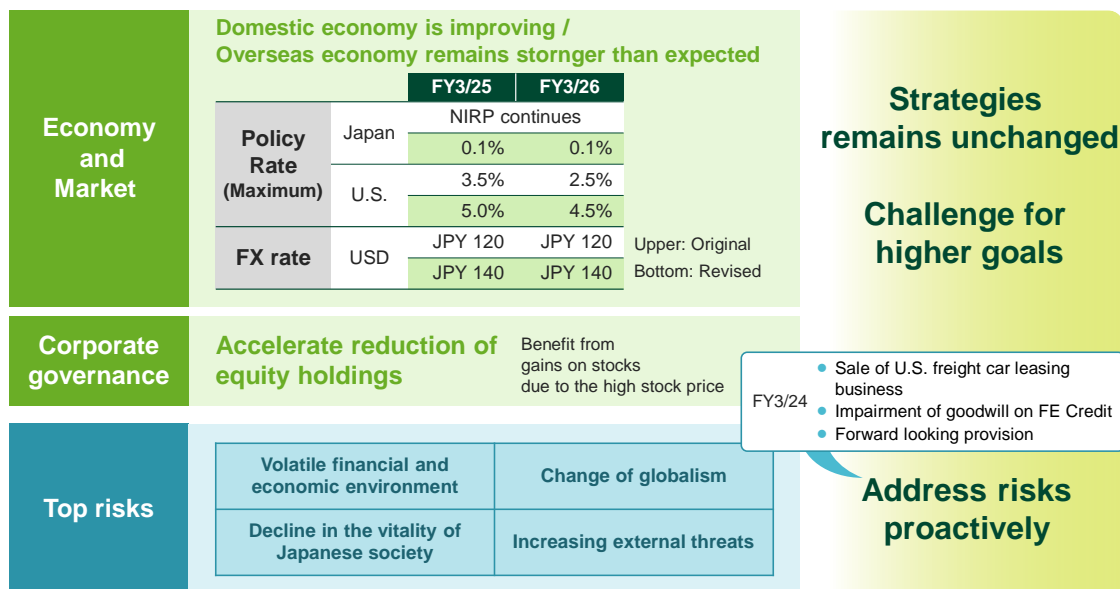 Economy
and
Market
Domestic economy is improving /
Overseas economy remains stornger than expected
FY3/25 FY3/26
Policy
Rate
(Maximum)
Japan
NIRP continues
0.1% 0.1%
U.S.
3.5% 2.5%
5.0% 4.5%
FX rate
USD
JPY 120 JPY 120
JPY 140 JPY 140
Upper: Original
Bottom: Revised
Strategies
remains unchanged
Challenge for
higher goals
Corporate
governance
Accelerate reduction of
equity holdings
Benefit from
gains on stocks
due to the high stock price
FY3/24
● Sale of U.S. freight car leasing
business
● Impairment of goodwill on FE Credit
● Forward looking provision
Top risks
Volatile financial and
economic environment
Change of globalism
Decline in the vitality of
Japanese society
Increasing external threats
Address risks
proactively